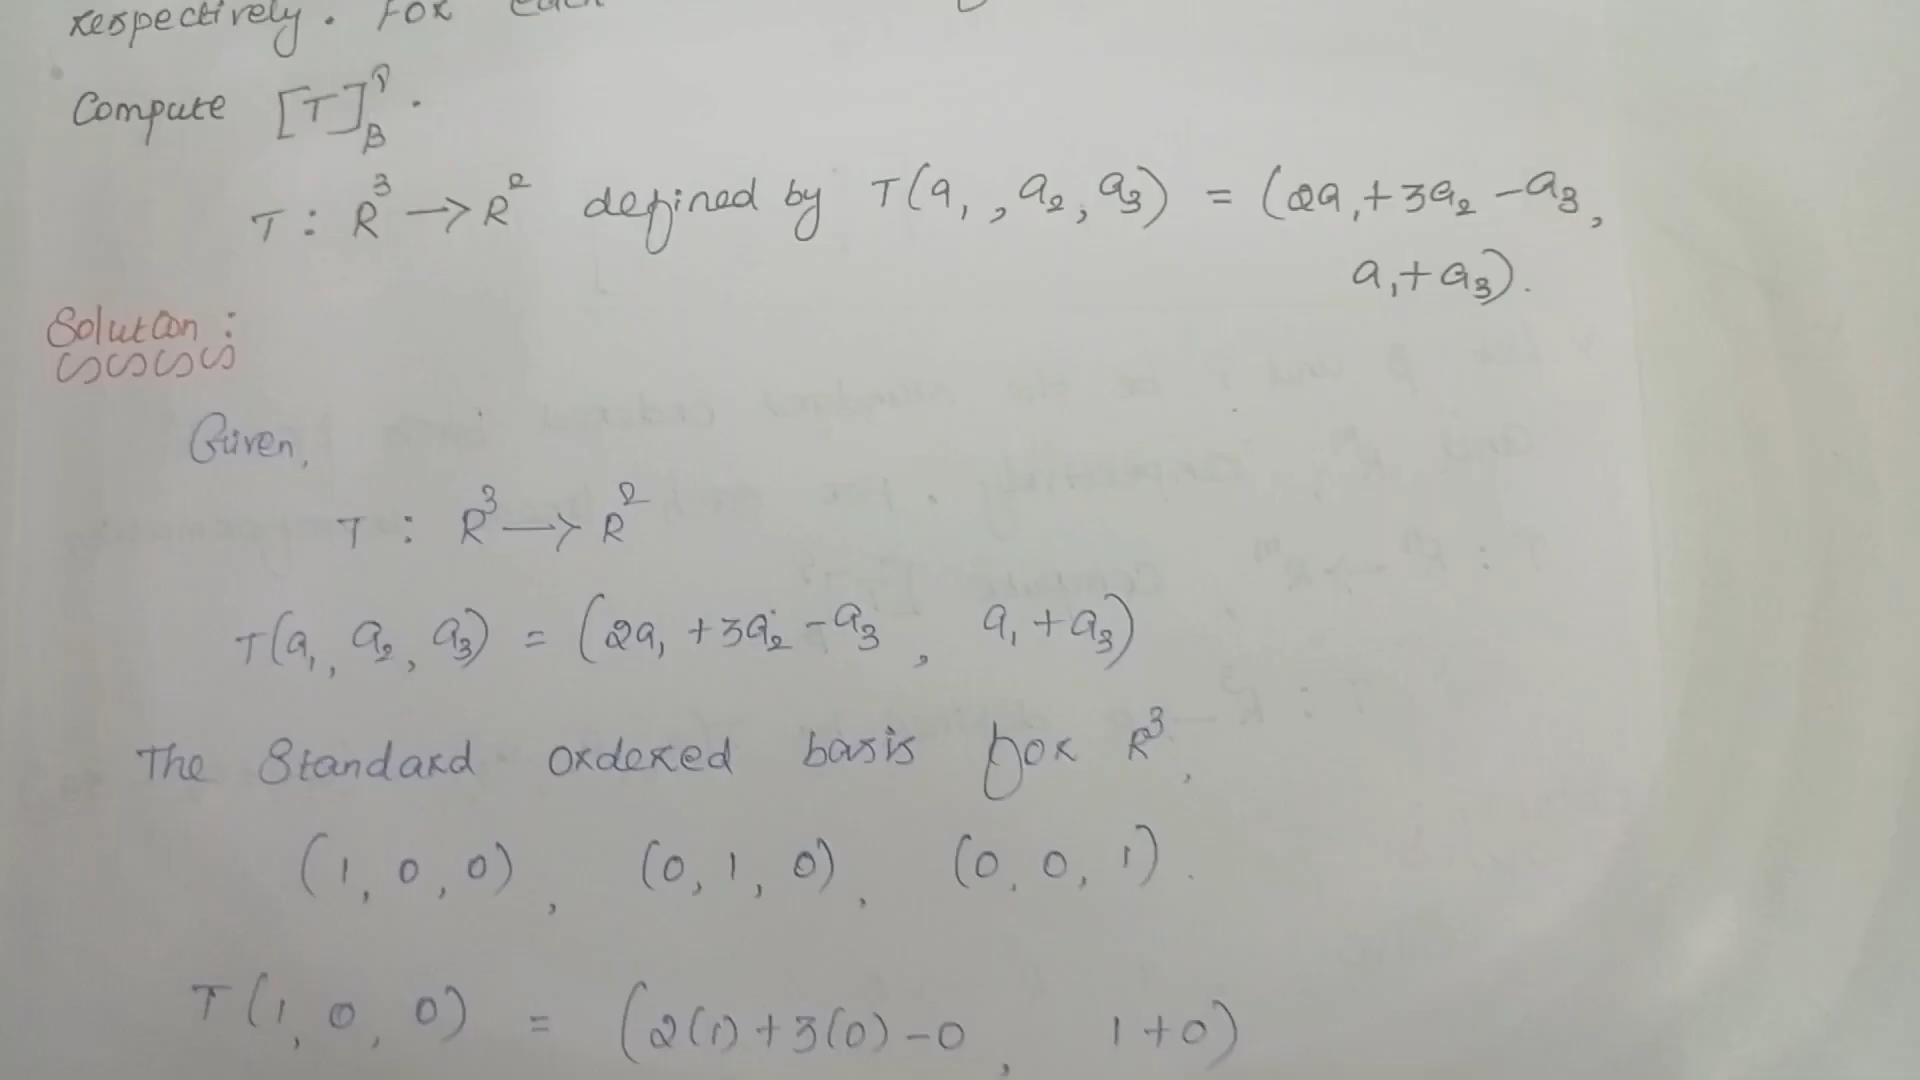 respectively. For each
Compute [T]_β^γ.
T : R³ → R² defined by T(a₁, a₂, a₃) = (2a₁ + 3a₂ - a₃,
a₁ + a₃).
Solution :
Given,
T : R³ → R²
T(a₁, a₂, a₃) = (2a₁ + 3a₂ - a₃, a₁ + a₃)
The Standard ordered basis for R³,
(1, 0, 0), (0, 1, 0), (0, 0, 1).
T(1, 0, 0) = (2(1) + 3(0) - 0, 1 + 0)